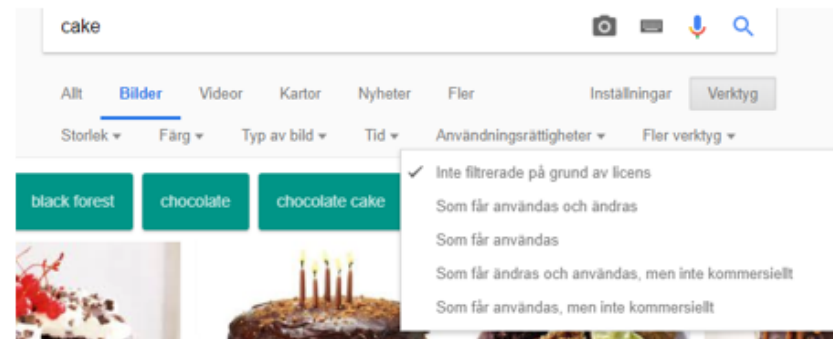 cake
Allt Bilder Videor Kartor Nyheter Fler Inställningar Verktyg
Storlek Färg Typ av bild Tid Användningsrättigheter Fler verktyg
black forest chocolate chocolate cake
Inte filtrerade på grund av licens
Som får användas och ändras
Som får användas
Som får ändras och användas, men inte kommersiellt
Som får användas, men inte kommersiellt